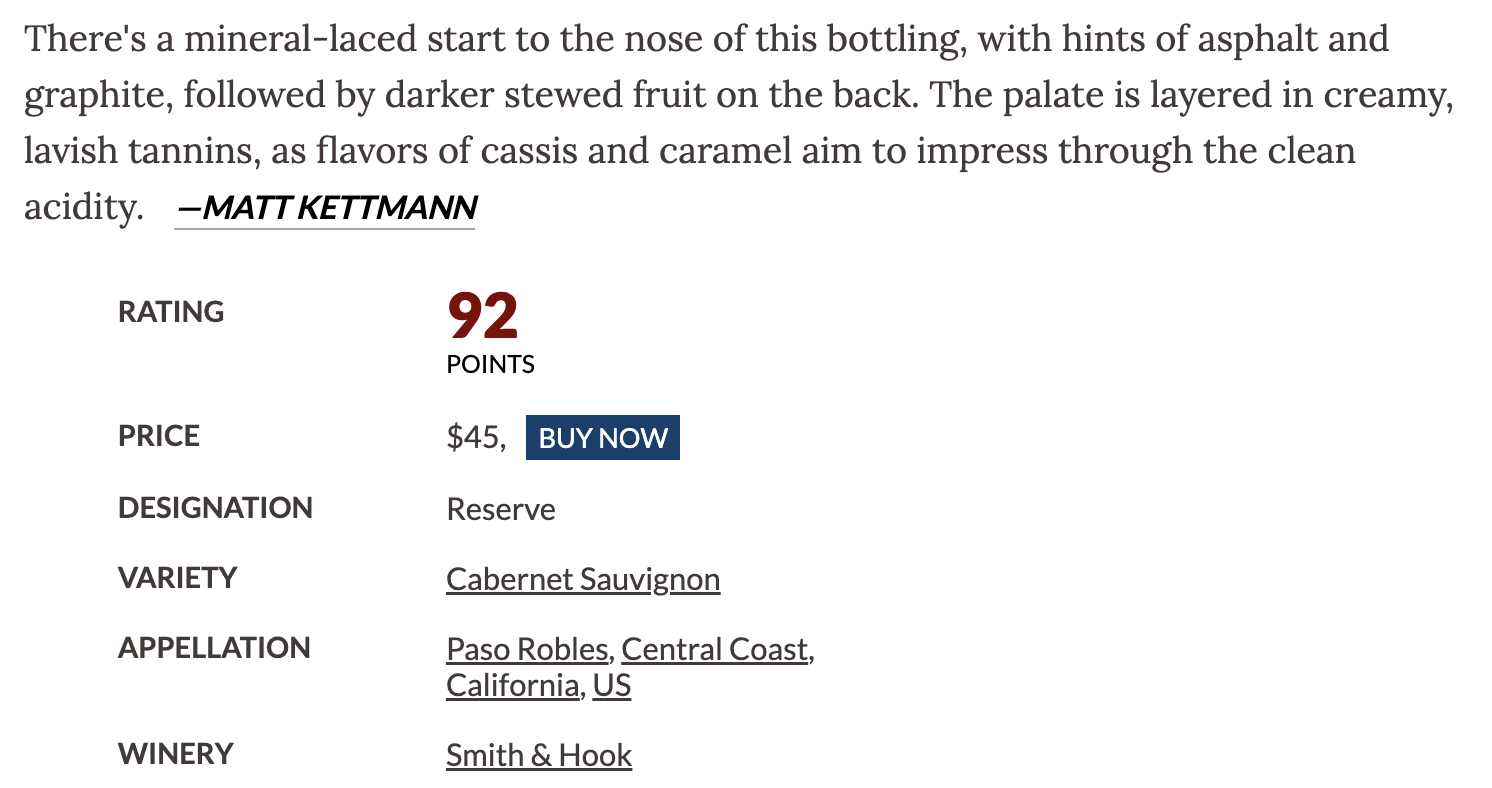 There's a mineral-laced start to the nose of this bottling, with hints of asphalt and
graphite, followed by darker stewed fruit on the back. The palate is layered in creamy,
lavish tannins, as flavors of cassis and caramel aim to impress through the clean
acidity. —MATT KETTMANN
RATING 92
POINTS
PRICE $45, BUY NOW
DESIGNATION Reserve
VARIETY Cabernet Sauvignon
APPELLATION Paso Robles, Central Coast,
California, US
WINERY Smith & Hook